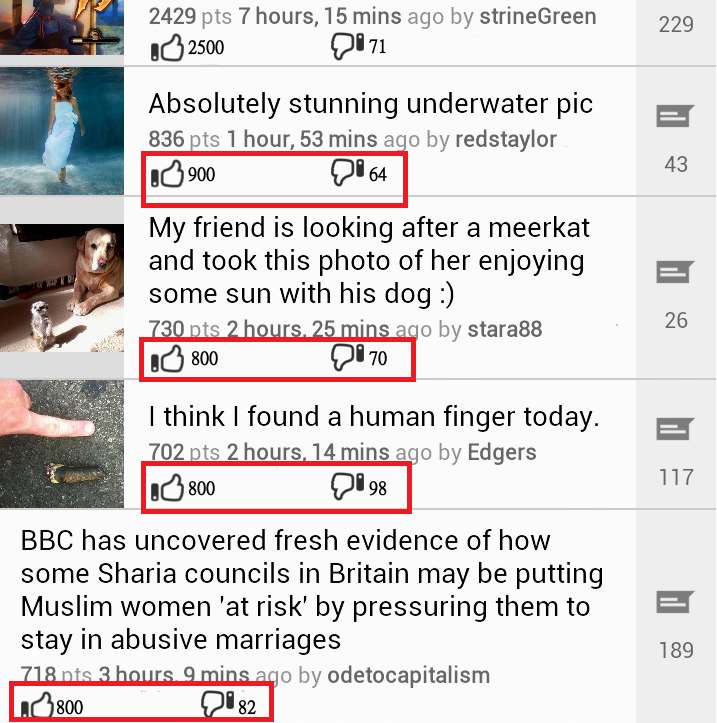 2429 pts 7 hours, 15 mins ago by strineGreen
229
2500 71
Absolutely stunning underwater pic
836 pts 1 hour, 53 mins ago by redstaylor
43
900 64
My friend is looking after a meerkat
and took this photo of her enjoying
some sun with his dog :)
26
730 pts 2 hours, 25 mins ago by stara88
800 70
I think I found a human finger today.
702 pts 2 hours, 14 mins ago by Edgers
117
800 98
BBC has uncovered fresh evidence of how
some Sharia councils in Britain may be putting
Muslim women 'at risk' by pressuring them to
stay in abusive marriages
189
718 pts 3 hours, 9 mins ago by odetocapitalism
800 82